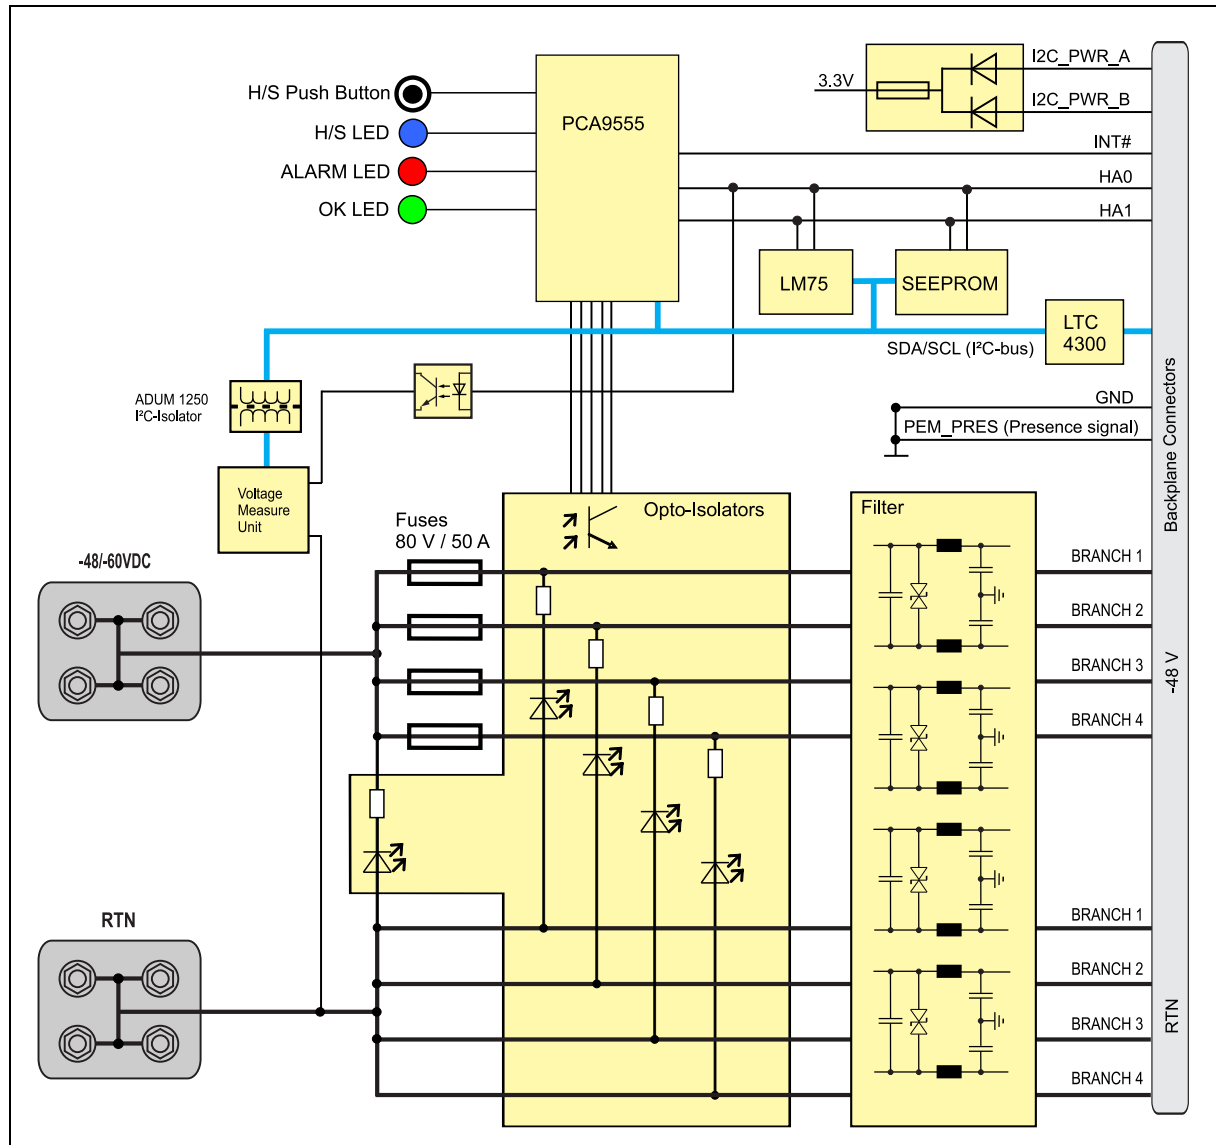 I2C_PWR_A
H/S Push Button
3.3V
PCA9555
I2C_PWR_B
H/S LED
INT#
ALARM LED
HA0
OK LED
HA1
LM75
SEEPROM
LTC
4300
SDA/SCL (I²C-bus)
ADUM 1250
I²C-Isolator
GND
PEM_PRES (Presence signal)
Backplane Connectors
Voltage
Measure
Unit
Fuses
80 V / 50 A
Opto-Isolators
Filter
-48/-60VDC
BRANCH 1
BRANCH 2
BRANCH 3
BRANCH 4
-48 V
RTN
BRANCH 1
BRANCH 2
BRANCH 3
BRANCH 4
RTN